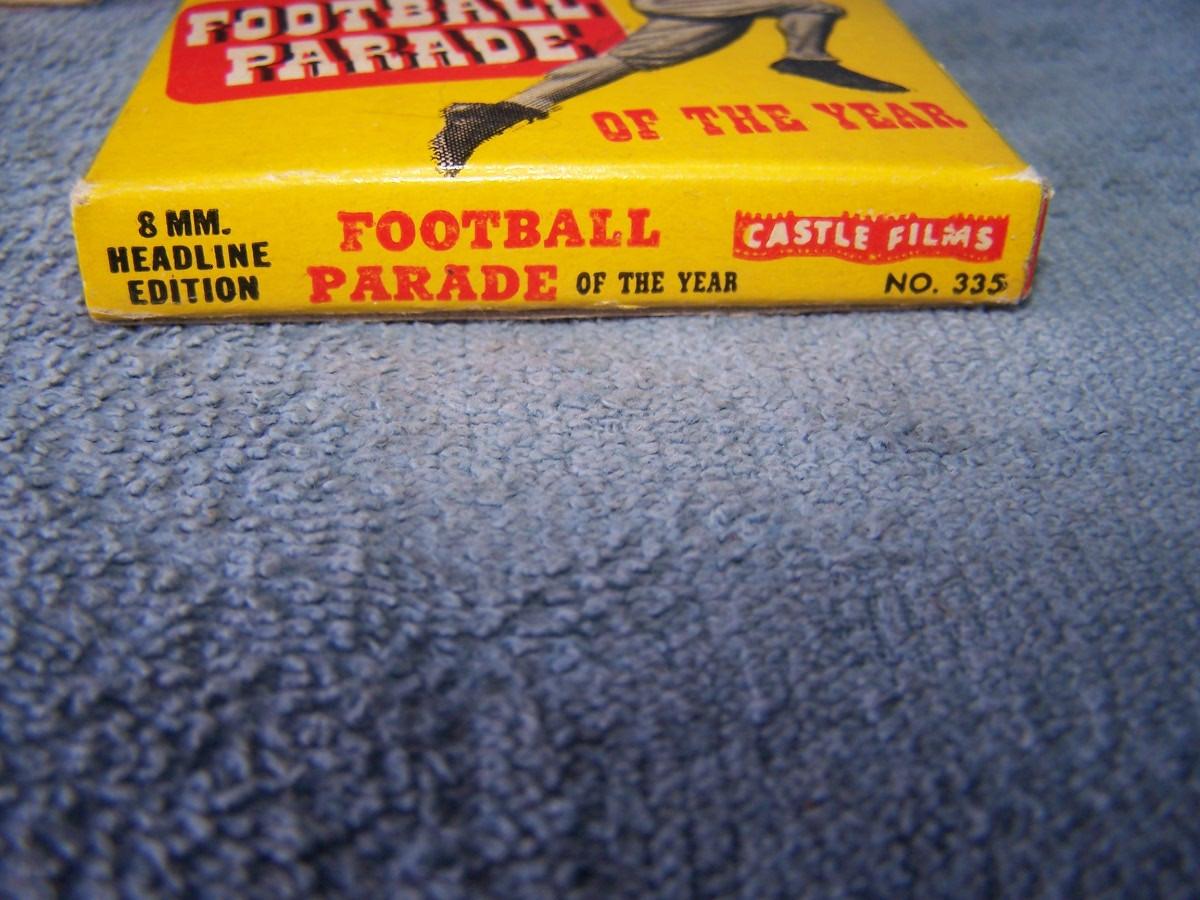 FOOTBALL
PARADE
OF THE YEAR
8 MM.
HEADLINE
EDITION
FOOTBALL
PARADE OF THE YEAR
CASTLE FILMS
NO. 335